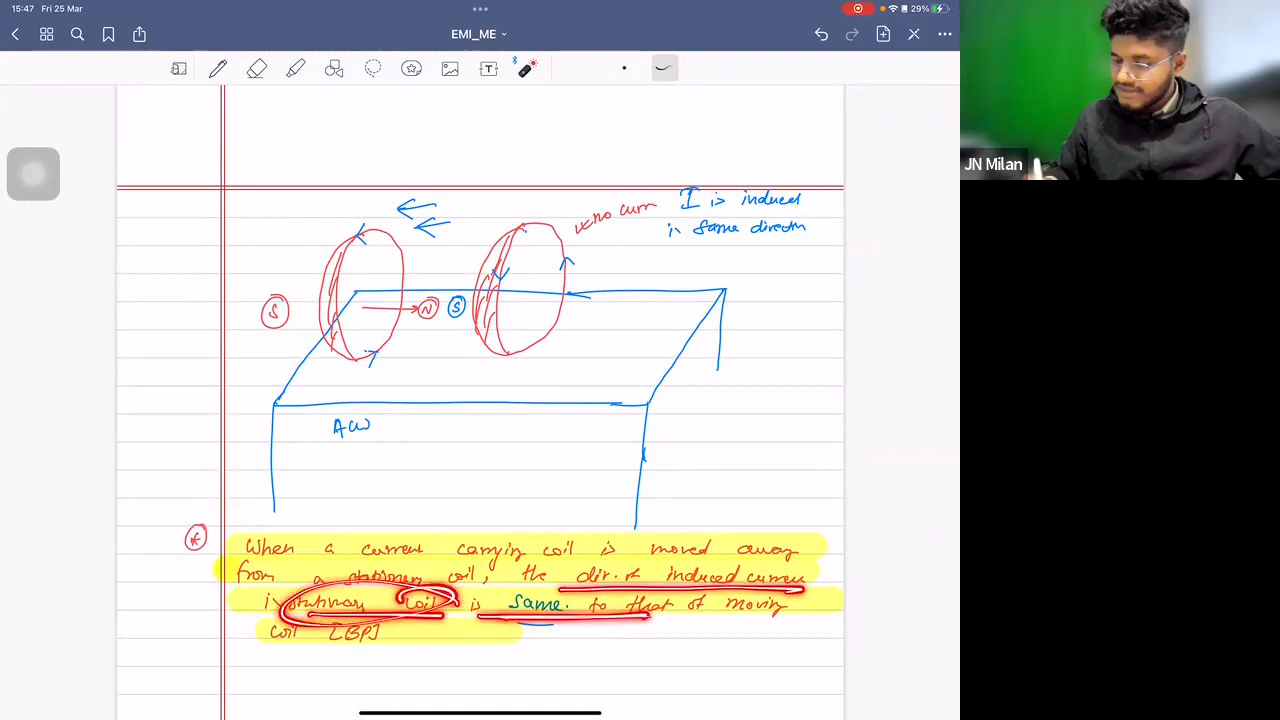 15:47 Fri 25 Mar
29%
EMI_ME
T
JN Milan
no curr
I is induced
in same directn
S
N
S
ACW
When a current carrying coil is moved away
from a stationary coil, the dir. of induced current
in stationary coil is same to that of moving
coil [BP]